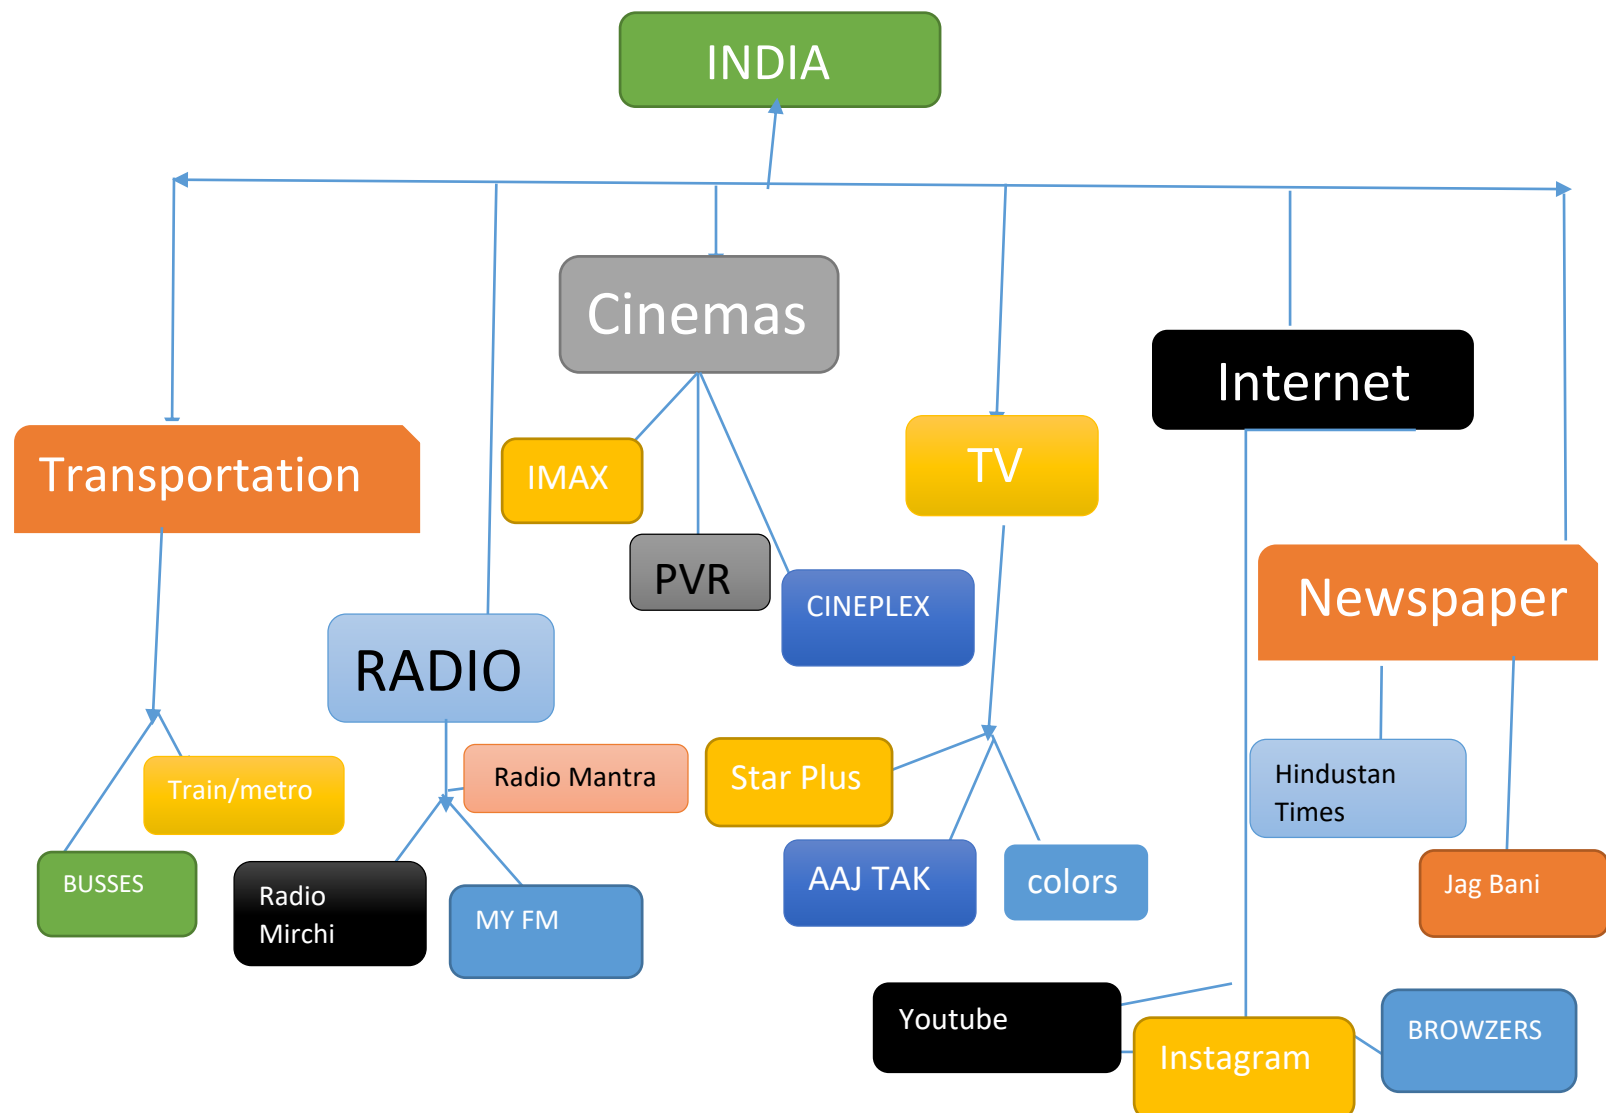 INDIA
Cinemas
Internet
Transportation
IMAX
TV
PVR
CINEPLEX
Newspaper
RADIO
Radio Mantra
Star Plus
Train/metro
Hindustan
Times
BUSSES
Radio
Mirchi
MY FM
AAJ TAK
colors
Jag Bani
Youtube
Instagram
BROWZERS